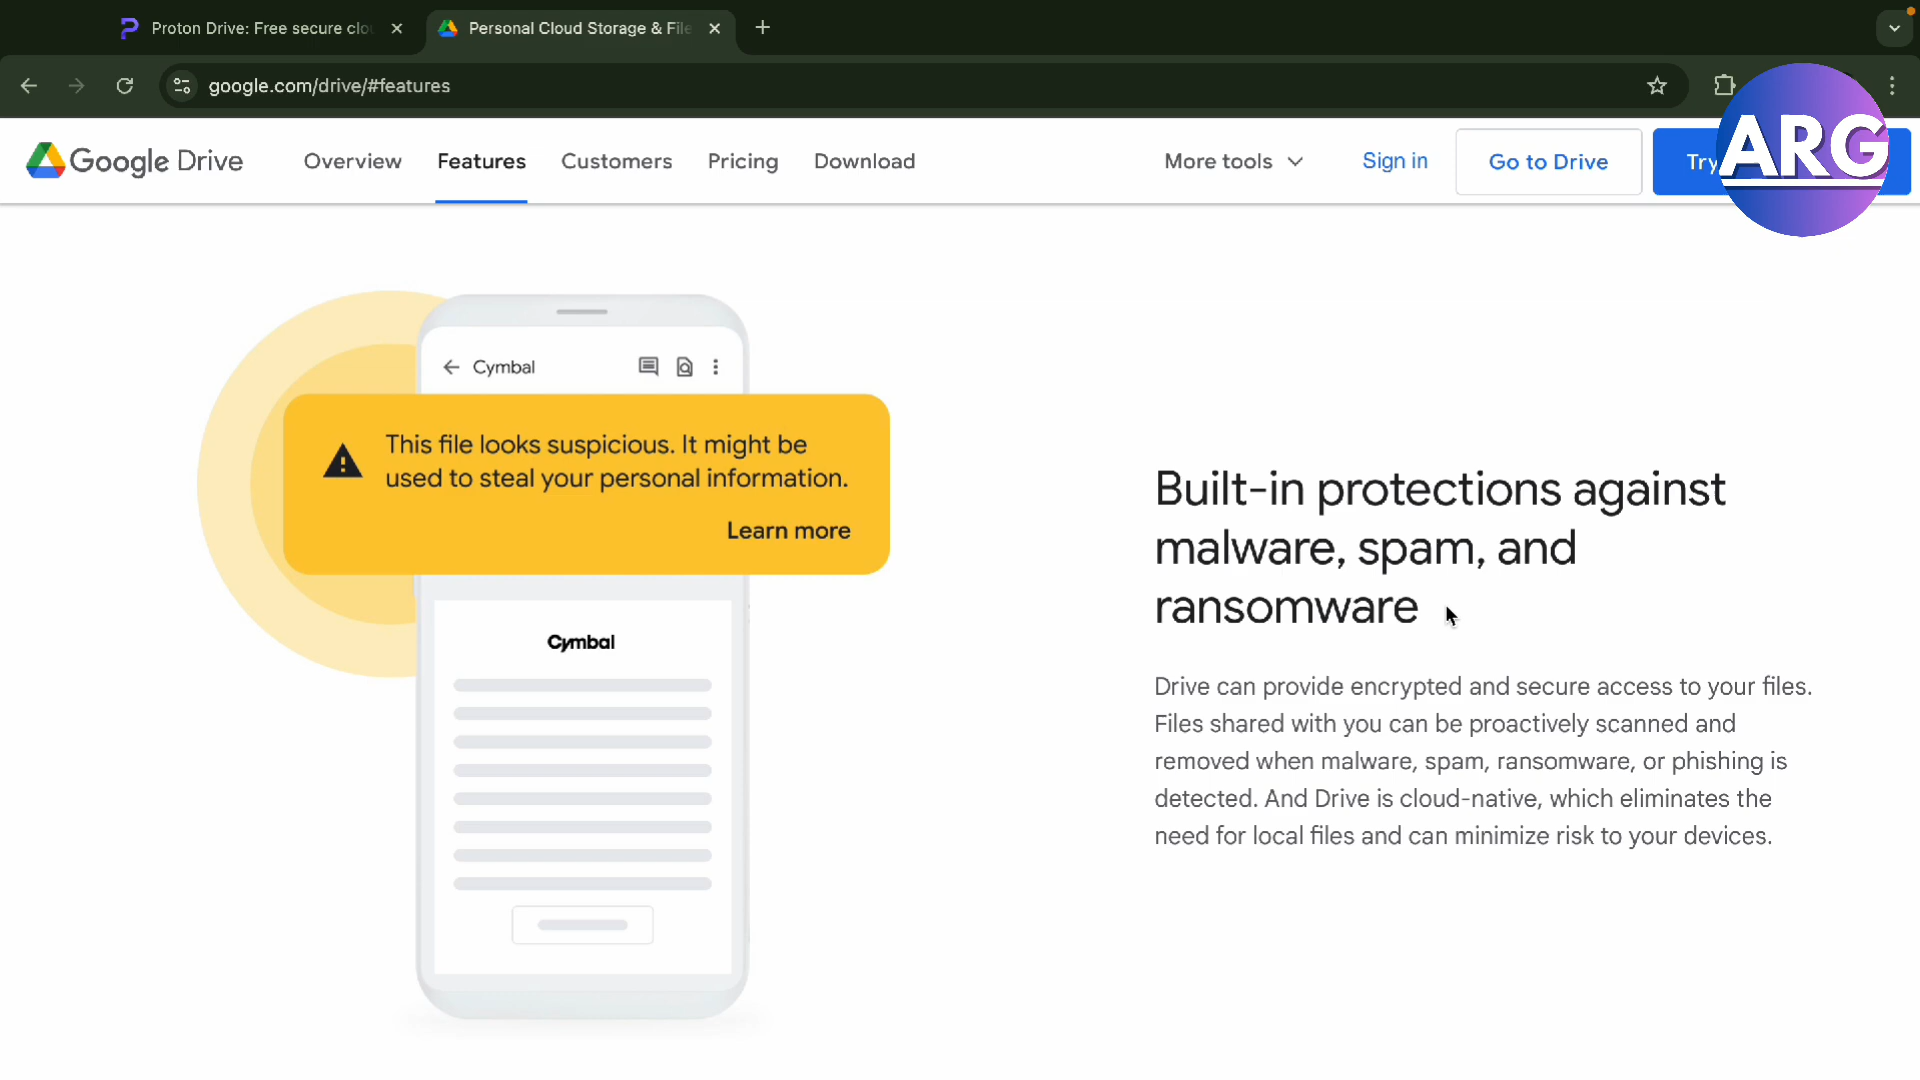 Proton Drive: Free secure clo
Personal Cloud Storage & File
google.com/drive/#features
Google Drive
Overview
Features
Customers
Pricing
Download
More tools
Sign in
Go to Drive
Try
ARG
Cymbal
This file looks suspicious. It might be
used to steal your personal information.
Learn more
Cymbal
Built-in protections against
malware, spam, and
ransomware
Drive can provide encrypted and secure access to your files.
Files shared with you can be proactively scanned and
removed when malware, spam, ransomware, or phishing is
detected. And Drive is cloud-native, which eliminates the
need for local files and can minimize risk to your devices.